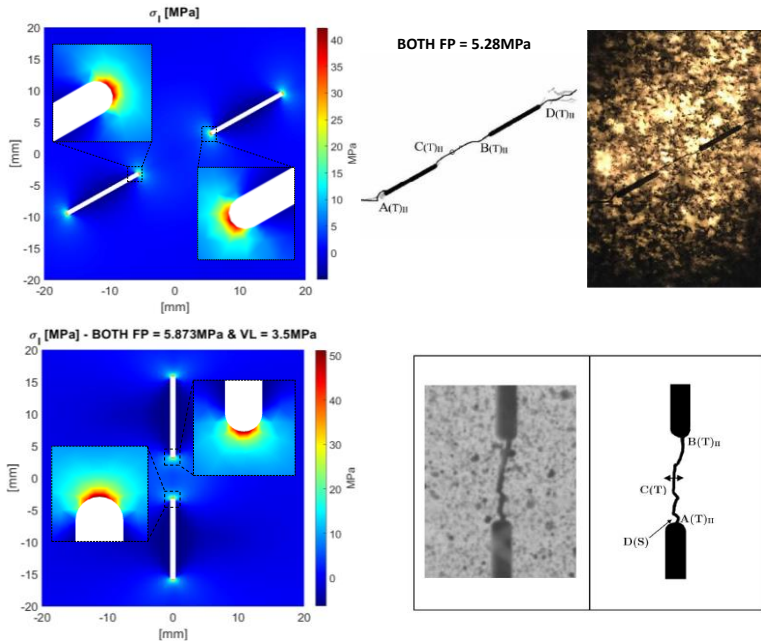 σI [MPa]
20
15
10
5
0
-5
-10
-15
-20
[mm]
-20
-10
0
10
20
[mm]
40
35
30
25
20
15
10
5
0
MPa
BOTH FP = 5.28MPa
D(T)II
C(T)II
B(T)II
A(T)II
σI [MPa] - BOTH FP = 5.873MPa & VL = 3.5MPa
20
15
10
5
0
-5
-10
-15
-20
[mm]
-20
-10
0
10
20
[mm]
50
40
30
20
10
0
MPa
B(T)II
C(T)
A(T)II
D(S)